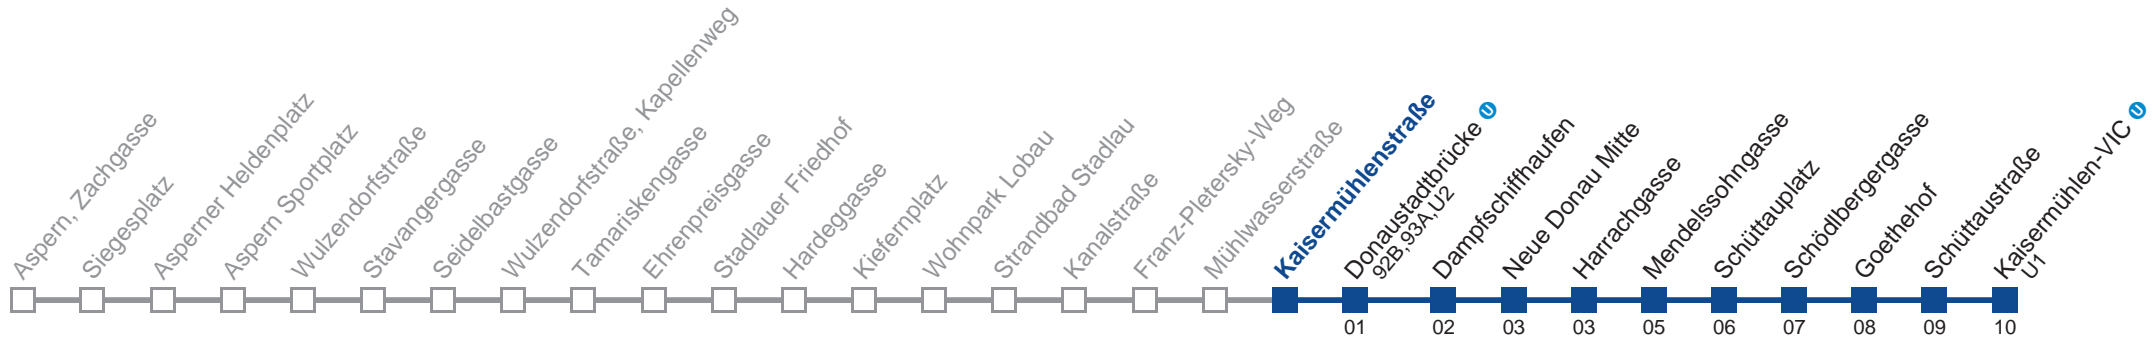 Aspern, Zachgasse
Siegesplatz
Asperner Heldenplatz
Aspern Sportplatz
Wulzendorfstraße
Stavangergasse
Seidelbastgasse
Wulzendorfstraße, Kapellenweg
Tamariskengasse
Ehrenpreisgasse
Stadlauer Friedhof
Hardeggasse
Kiefernplatz
Wohnpark Lobau
Strandbad Stadlau
Kanalstraße
Franz-Pletersky-Weg
Mühlwasserstraße
Kaisermühlenstraße
Donaustadtbrücke U
92B,93A,U2
Dampfschiffhaufen
Neue Donau Mitte
Harrachgasse
Mendelssohngasse
Schüttauplatz
Schödlbergergasse
Goethehof
Schüttaustraße
Kaisermühlen-VIC U
U1
01 02 03 03 05 06 07 08 09 10